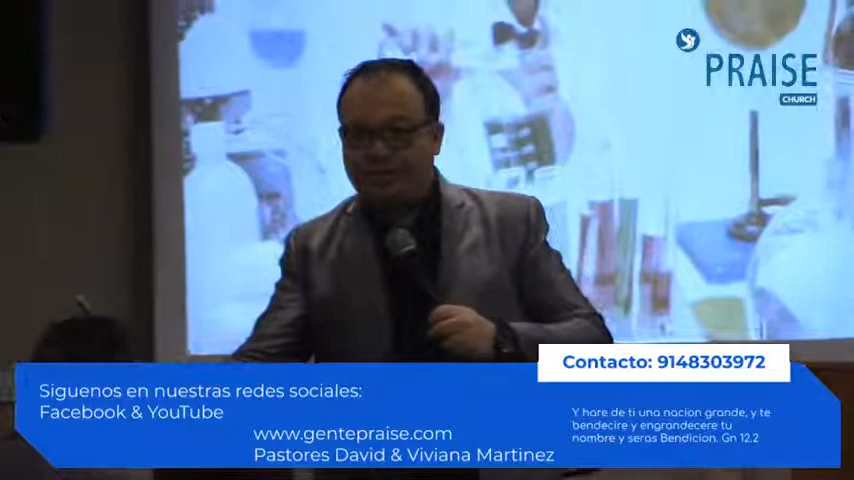 PRAISE
CHURCH
Contacto: 9148303972
Siguenos en nuestras redes sociales:
Facebook & YouTube
www.gentepraise.com
Pastores David & Viviana Martinez
Y hare de ti una nacion grande, y te
bendecire y engrandecere tu
nombre y seras Bendicion. Gn 12.2